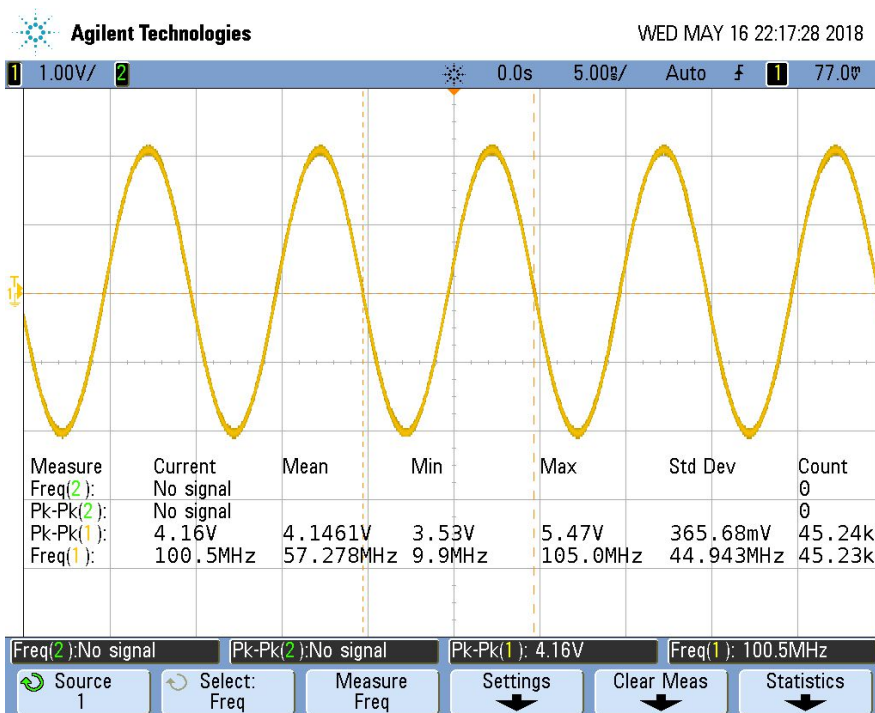 Agilent Technologies WED MAY 16 22:17:28 2018
1 1.00V/ 2 0.0s 5.00㎱/ Auto 1 77.0㎷
T
1
Measure Current Mean Min Max Std Dev Count
Freq(2): No signal 0
Pk-Pk(2): No signal 0
Pk-Pk(1): 4.16V 4.1461V 3.53V 5.47V 365.68mV 45.24k
Freq(1): 100.5MHz 57.278MHz 9.9MHz 105.0MHz 44.943MHz 45.23k
Freq(2):No signal Pk-Pk(2):No signal Pk-Pk(1): 4.16V Freq(1): 100.5MHz
Source Select: Measure Settings Clear Meas Statistics
1 Freq Freq